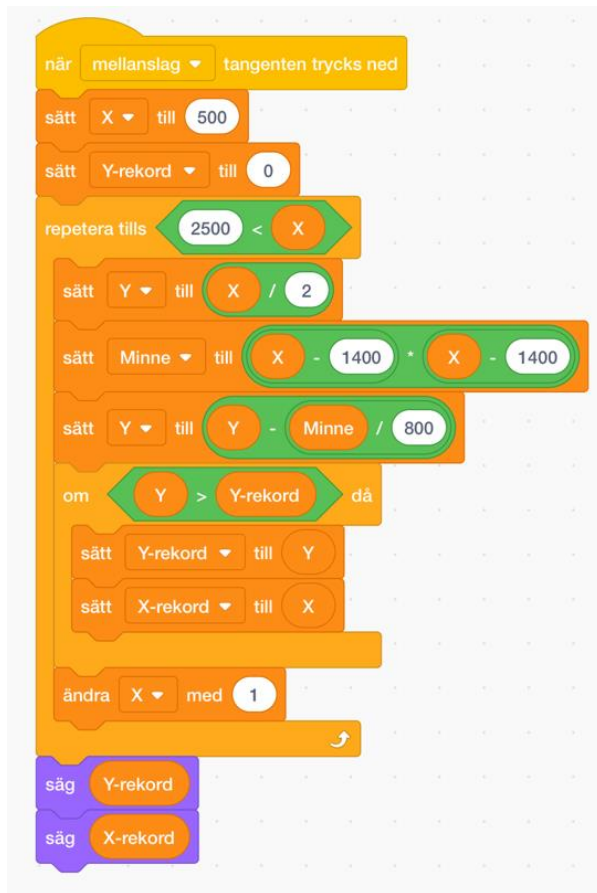 när mellanslag tangenten trycks ned
sätt X till 500
sätt Y-rekord till 0
repetera tills 2500 < X
sätt Y till X / 2
sätt Minne till X - 1400 * X - 1400
sätt Y till Y - Minne / 800
om Y > Y-rekord då
sätt Y-rekord till Y
sätt X-rekord till X
ändra X med 1
säg Y-rekord
säg X-rekord